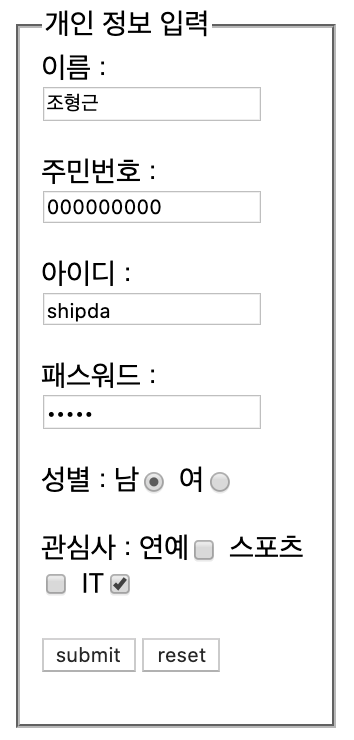 개인 정보 입력
이름 :
조형근
주민번호 :
000000000
아이디 :
shipda
패스워드 :
•••••
성별 : 남 여
관심사 : 연예 스포츠
IT
submit reset